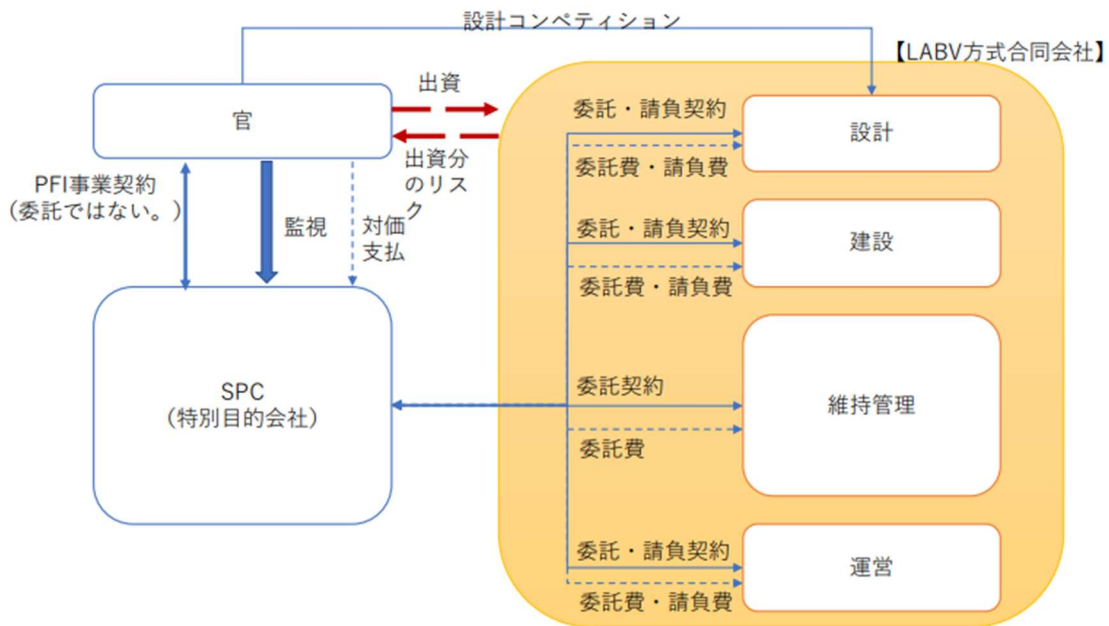 設計コンペティション
【LABV方式合同会社】
官
出資
出資分
のリス
ク
PFI事業契約
(委託ではない。)
監視
対価
支払
SPC
(特別目的会社)
委託・請負契約
委託費・請負費
設計
委託・請負契約
委託費・請負費
建設
委託契約
委託費
維持管理
委託・請負契約
委託費・請負費
運営